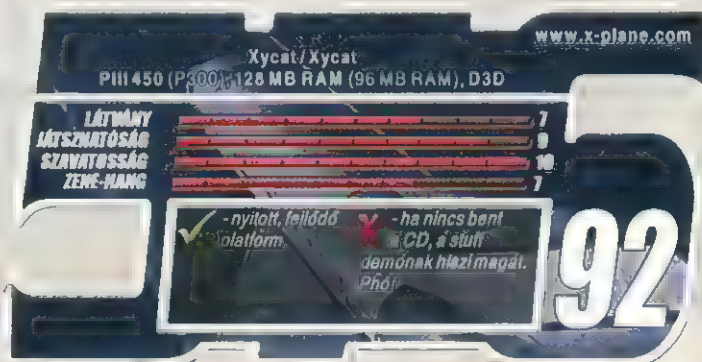 www.x-plane.com
Xycat / Xycat
PIII 450 (P300), 128 MB RAM (96 MB RAM), D3D
LÁTVÁNY 7
JÁTSZHATÓSÁG 9
SZAVATOSSÁG 10
ZENE-HANG 7
-nyitott, fejlődő
platform
-ha nincs bent
a CD, a stuff
demónak hiszi magát.
92